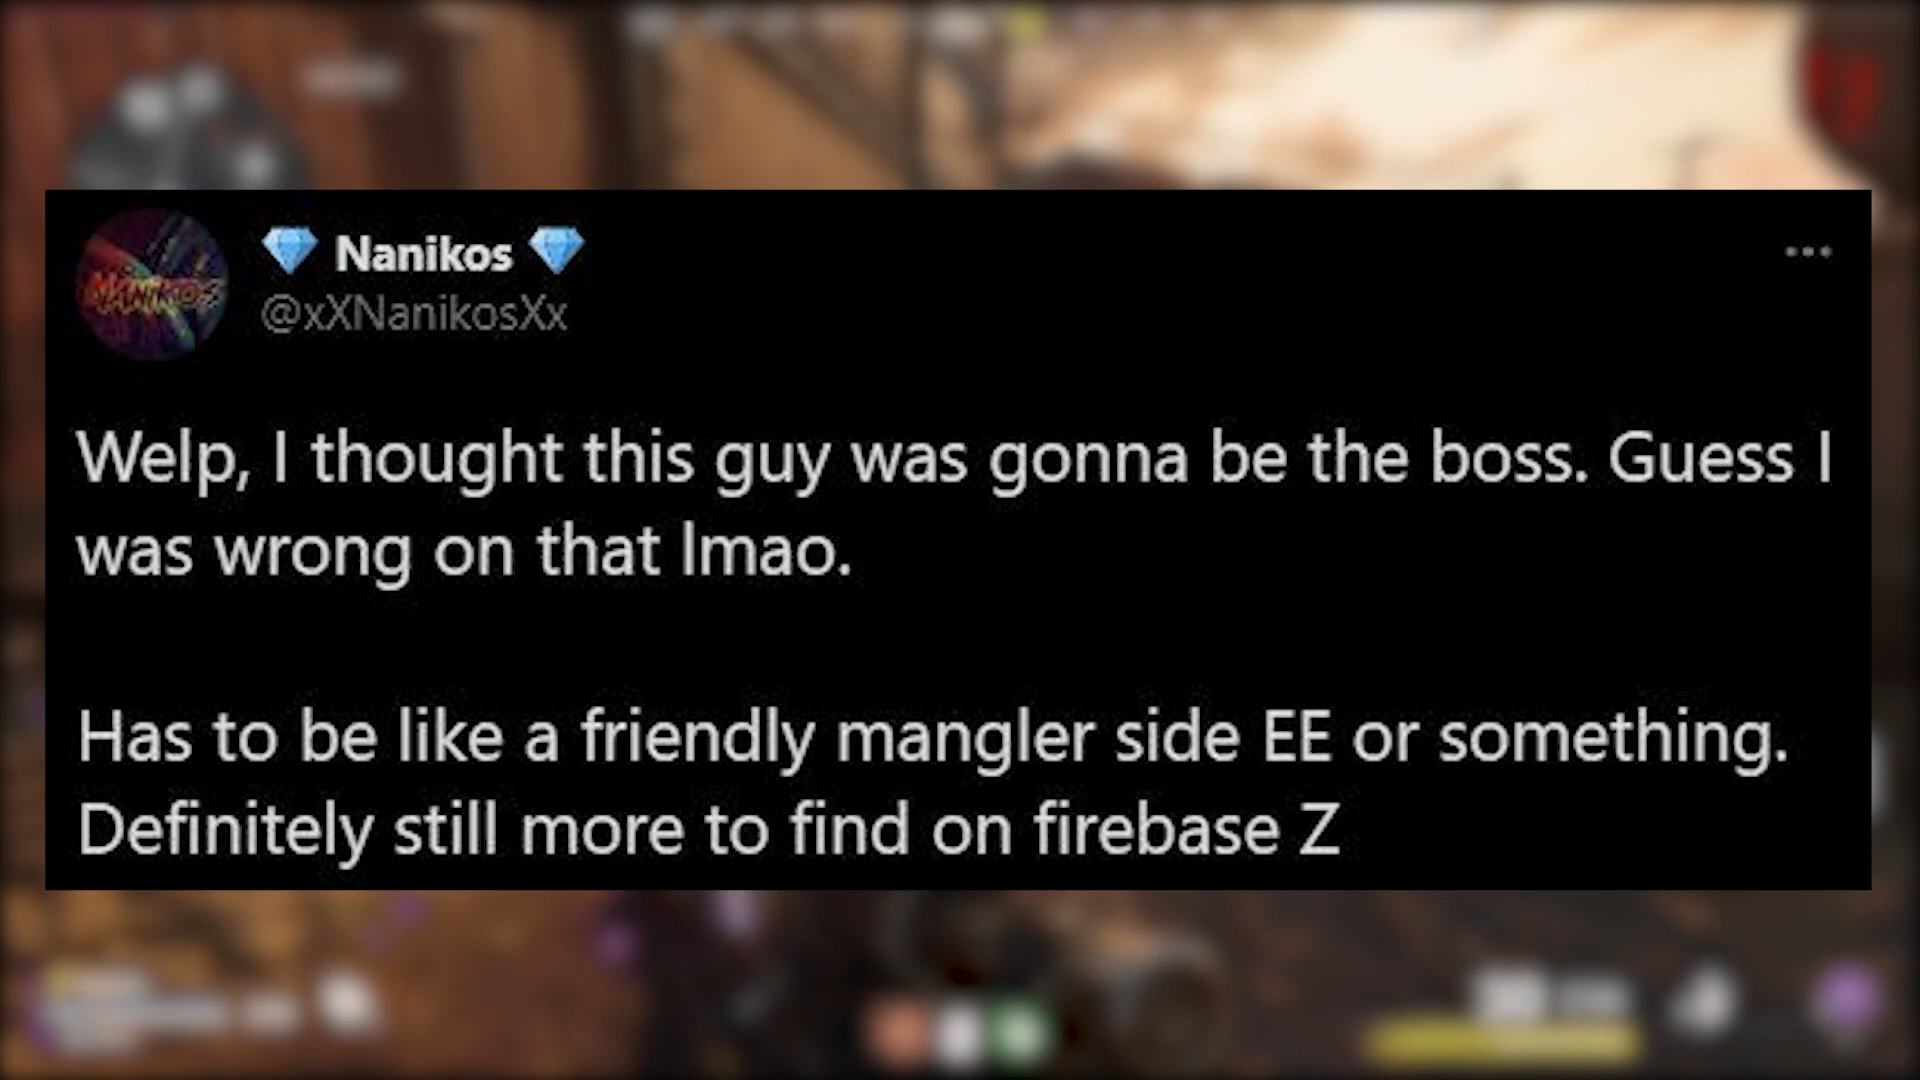 💎 Nanikos 💎
@xXNanikosXx
NANIKOS
Welp, I thought this guy was gonna be the boss. Guess I
was wrong on that lmao.
Has to be like a friendly mangler side EE or something.
Definitely still more to find on firebase Z